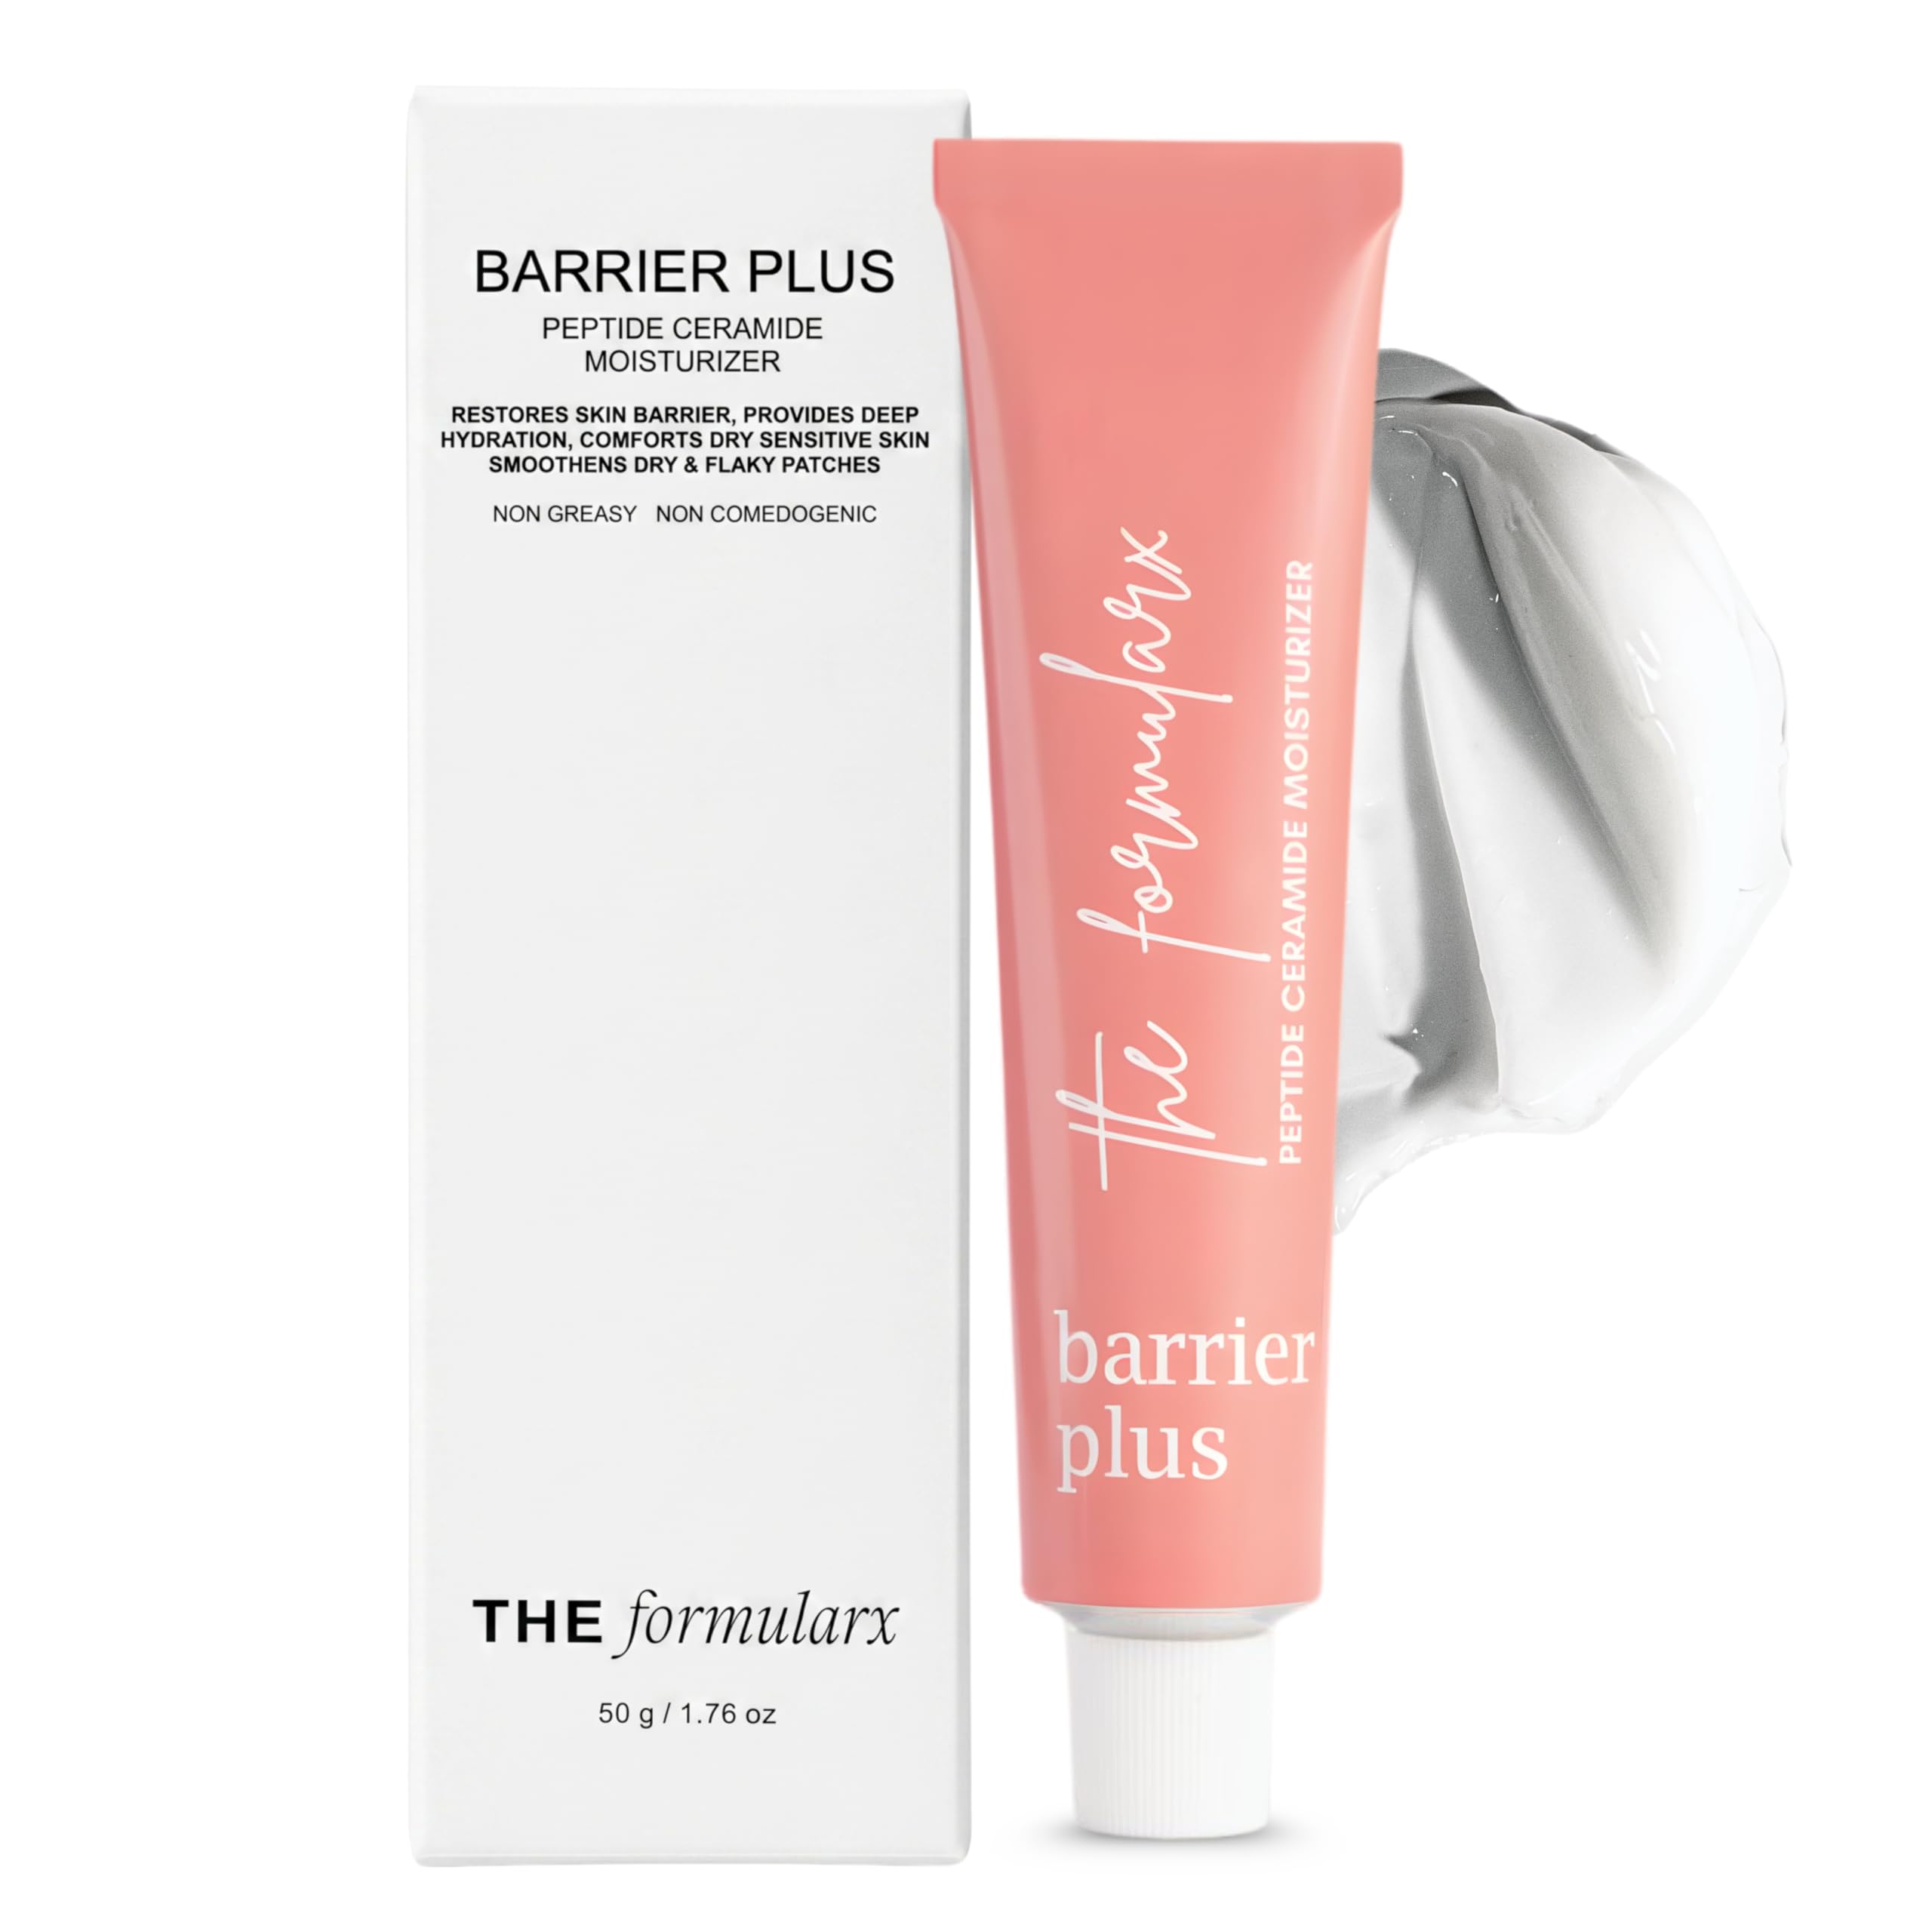 BARRIER PLUS
PEPTIDE CERAMIDE
MOISTURIZER
RESTORES SKIN BARRIER, PROVIDES DEEP
HYDRATION, COMFORTS DRY SENSITIVE SKIN
SMOOTHENS DRY & FLAKY PATCHES
NON GREASY NON COMEDOGENIC
THE formularx
50 g / 1.76 oz
the formularx
PEPTIDE CERAMIDE MOISTURIZER
barrier
plus